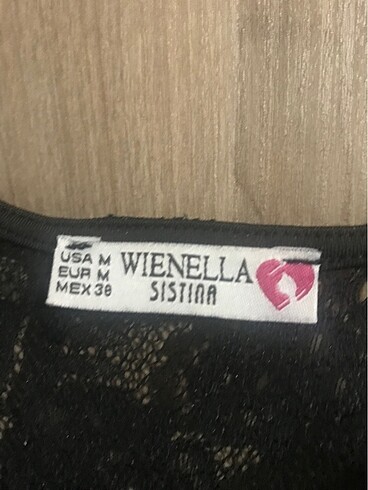 USA M
EUR M
MEX 38
WIENELLA
SISTINA